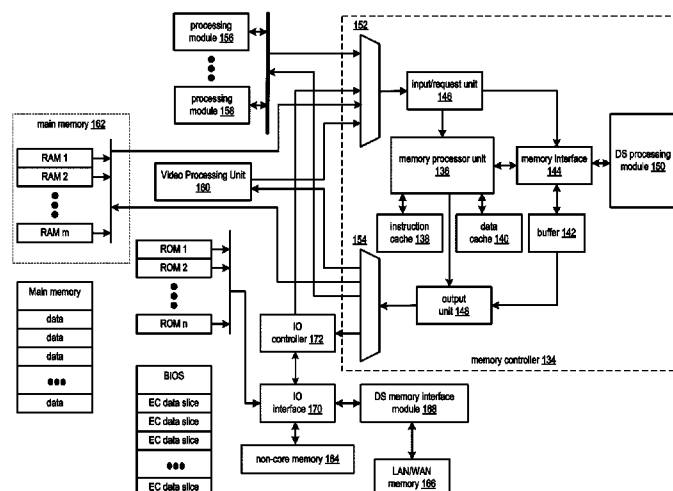 processing
module 156
processing
module 158
152
input/request unit
146
main memory 162
RAM 1
RAM 2
RAM m
Video Processing Unit
160
memory processor
unit
136
memory Interface
144
DS processing
module 150
instruction
cache 138
data
cache 140
buffer 142
154
ROM 1
ROM 2
ROM n
output
unit 148
IO
controller 172
memory controller 134
Main memory
data
data
data
data
BIOS
EC data slice
EC data slice
EC data slice
EC data slice
IO
interface 170
DS memory interface
module 168
non-core memory 164
LAN/WAN
memory 166